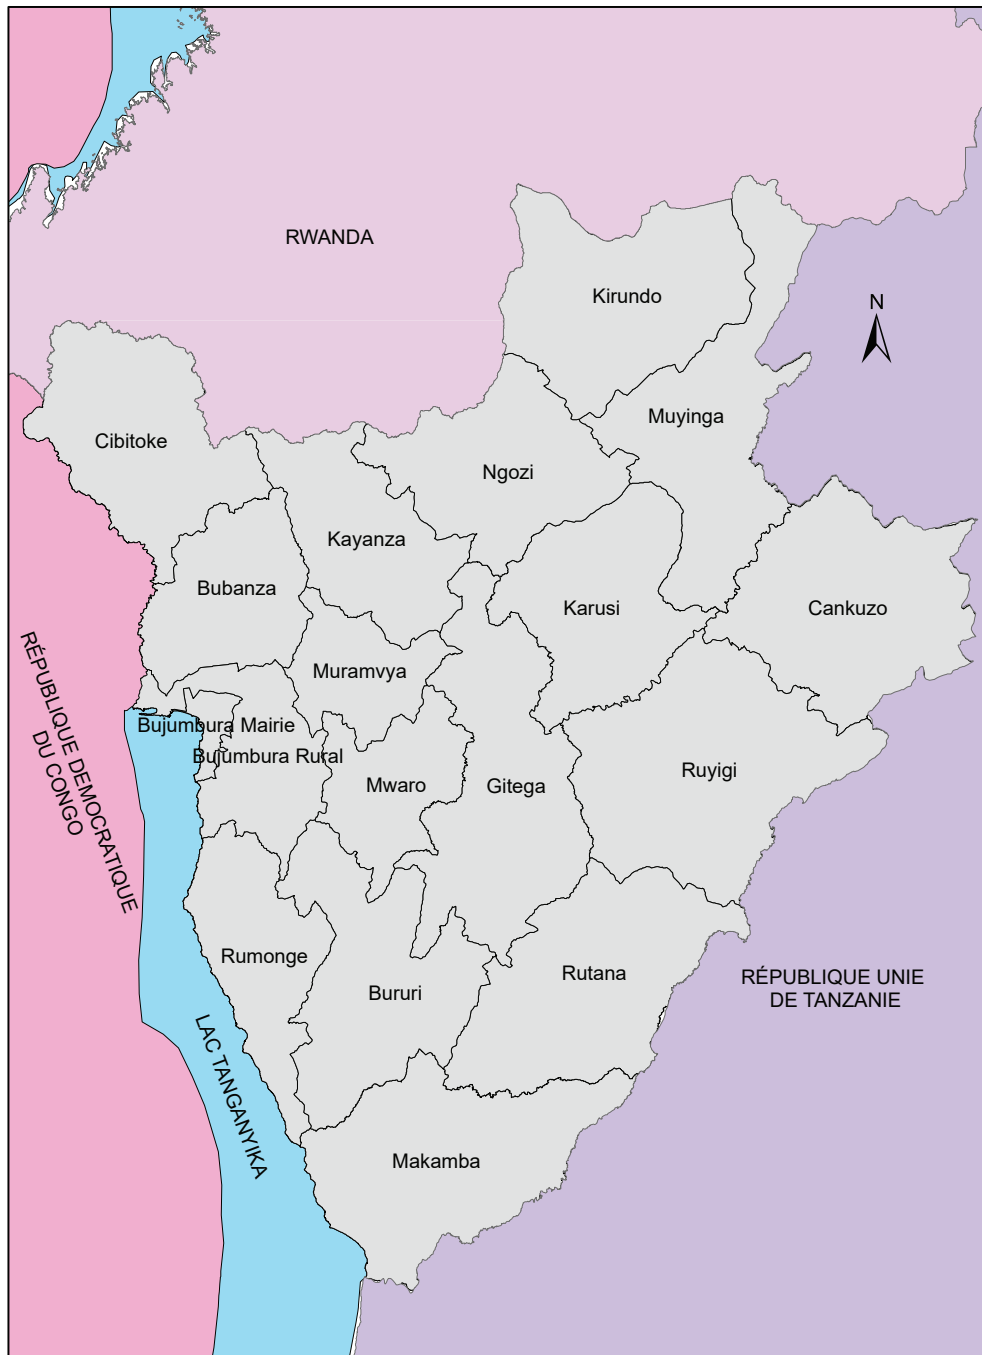 RWANDA
Kirundo
N
Muyinga
Cibitoke
Ngozi
Kayanza
Bubanza
Karusi
Cankuzo
Muramvya
RÉPUBLIQUE DEMOCRATIQUE
DU CONGO
Bujumbura Mairie
Bujumbura Rural
Mwaro
Gitega
Ruyigi
Rumonge
Bururi
Rutana
RÉPUBLIQUE UNIE
DE TANZANIE
LAC TANGANYIKA
Makamba